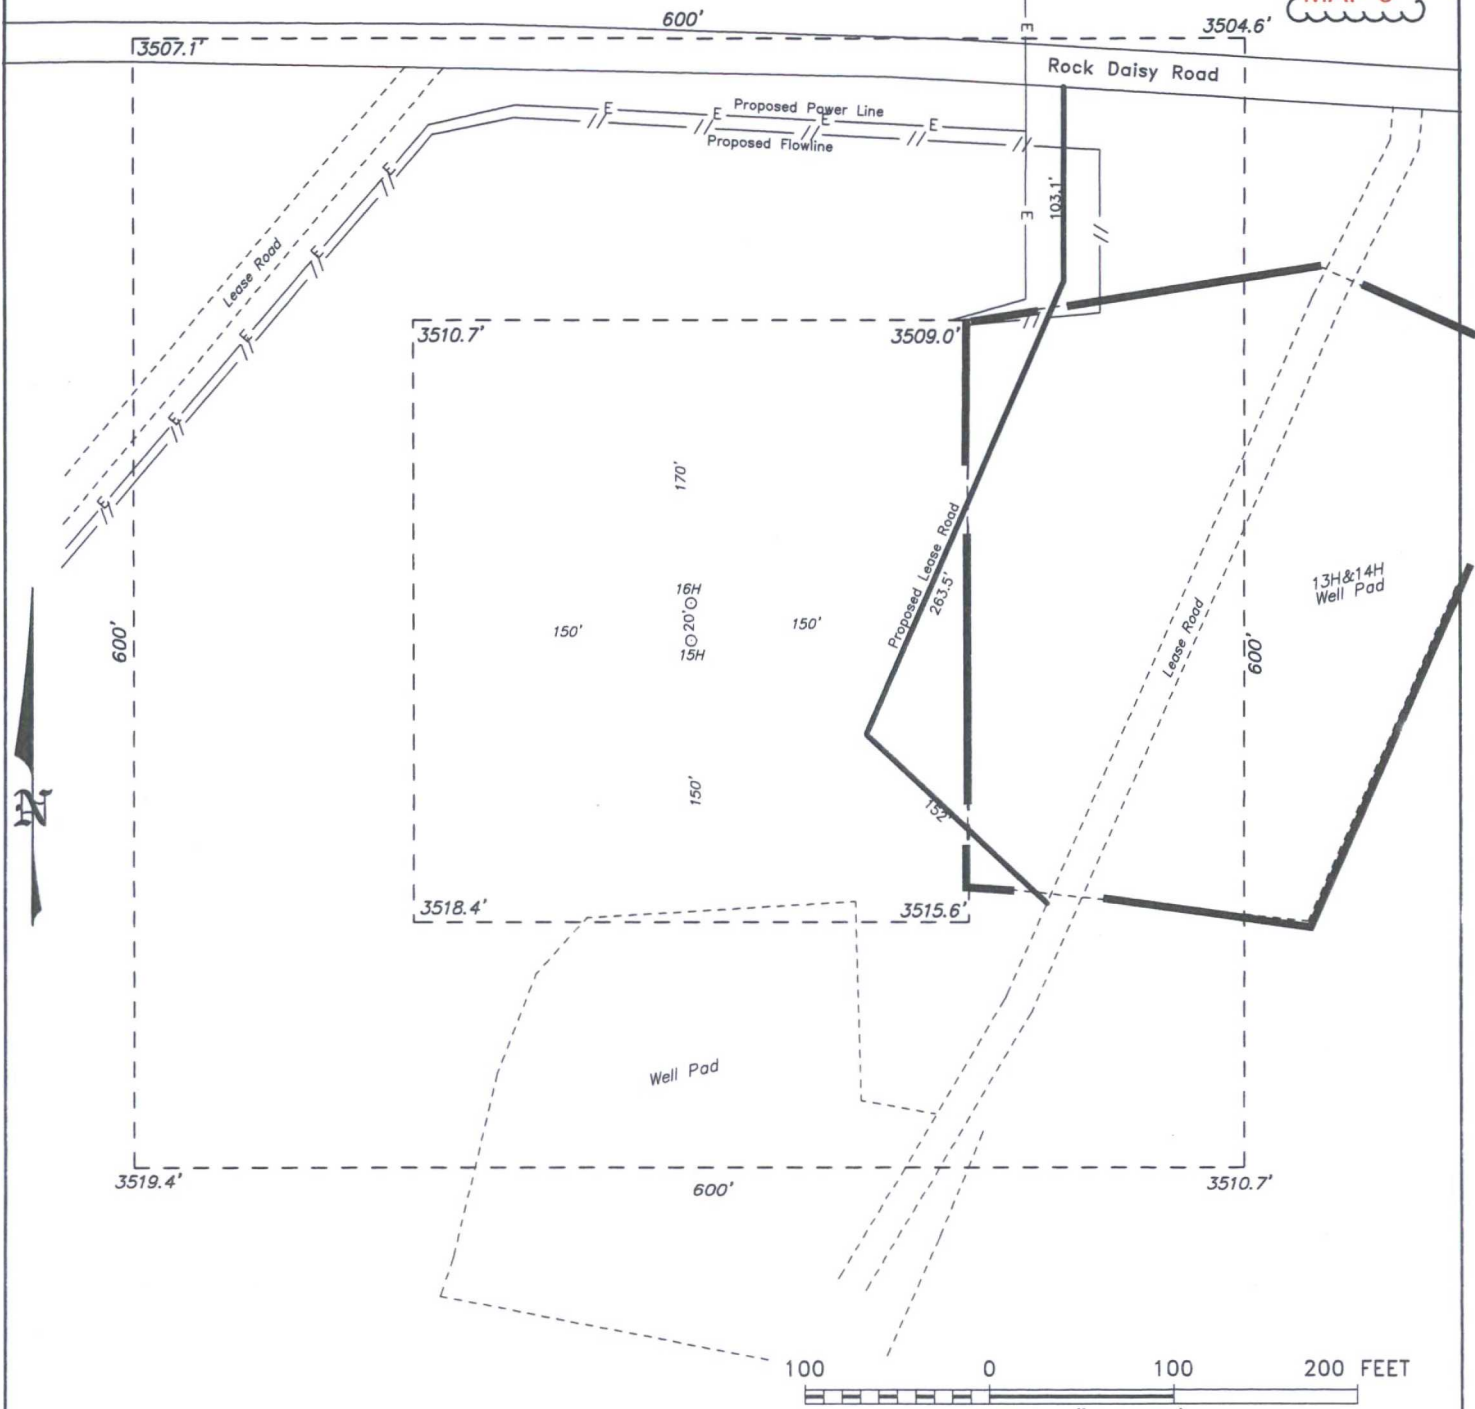 600'
3507.1'
3504.6'
Rock Daisy Road
E
E
Proposed Power Line
E
E
E
Proposed Flowline
103.1'
E
E
E
Lease Road
E
E
E
3510.7'
3509.0'
170'
Proposed Lease Road
263.5'
16H
20'
15H
150'
150'
13H&14H
Well Pad
Lease Road
600'
600'
150'
152'
3518.4'
3515.6'
Well Pad
3519.4'
600'
3510.7'
100 0 100 200 FEET